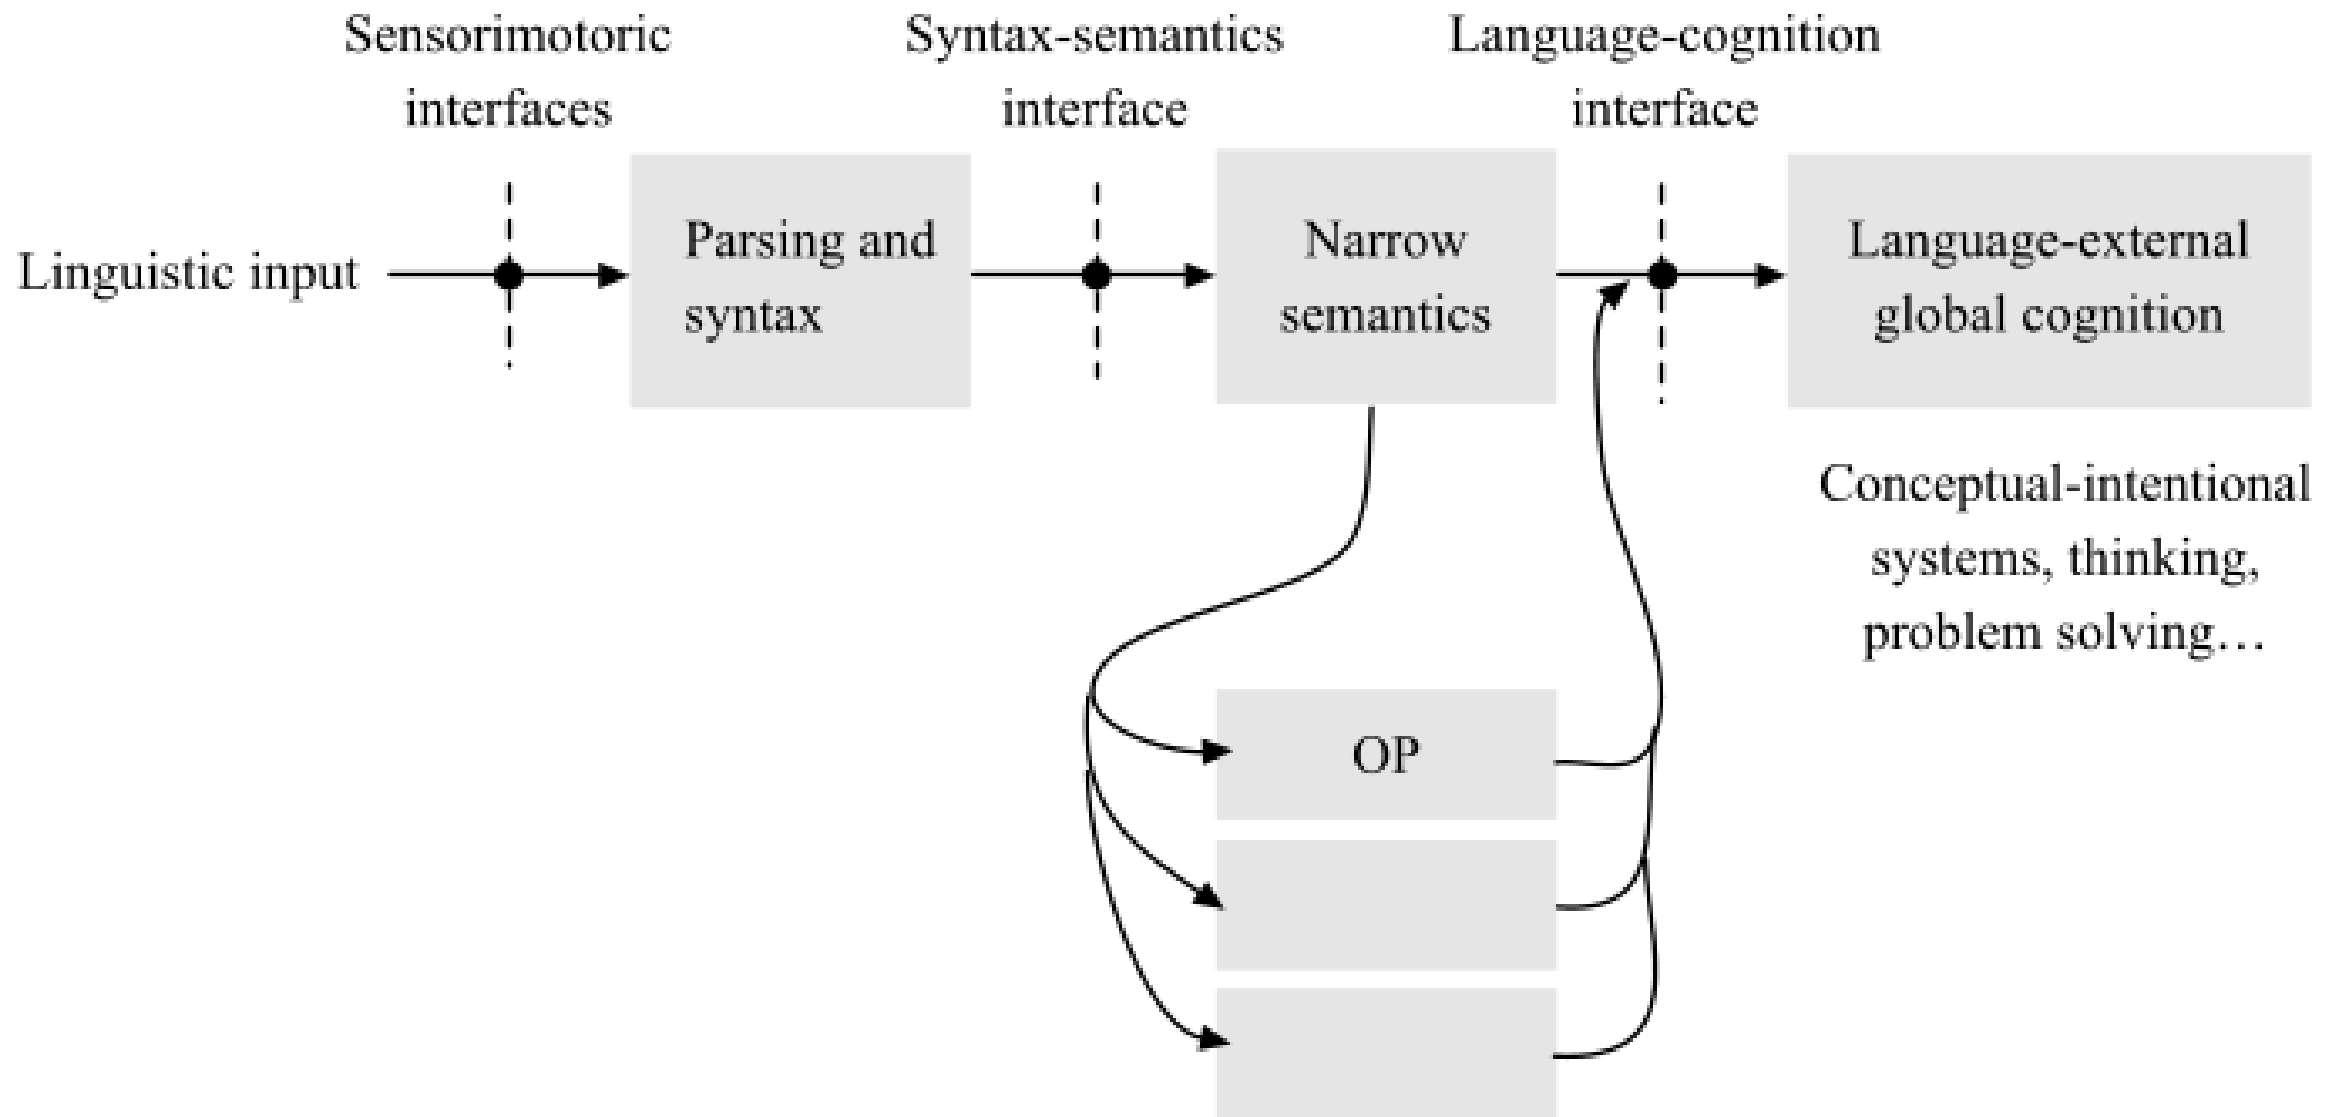 Sensorimotoric
interfaces
Syntax-semantics
interface
Language-cognition
interface
Linguistic input
Parsing and
syntax
Narrow
semantics
Language-external
global cognition
Conceptual-intentional
systems, thinking,
problem solving…
OP